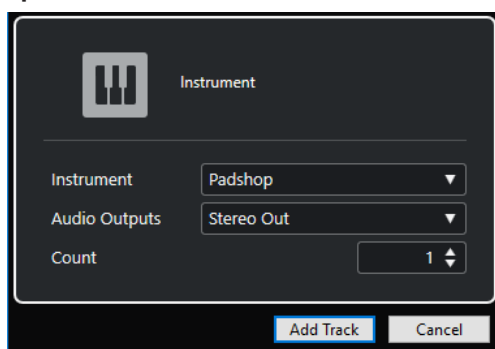 Instrument
Instrument Padshop
Audio Outputs Stereo Out
Count 1
Add Track Cancel